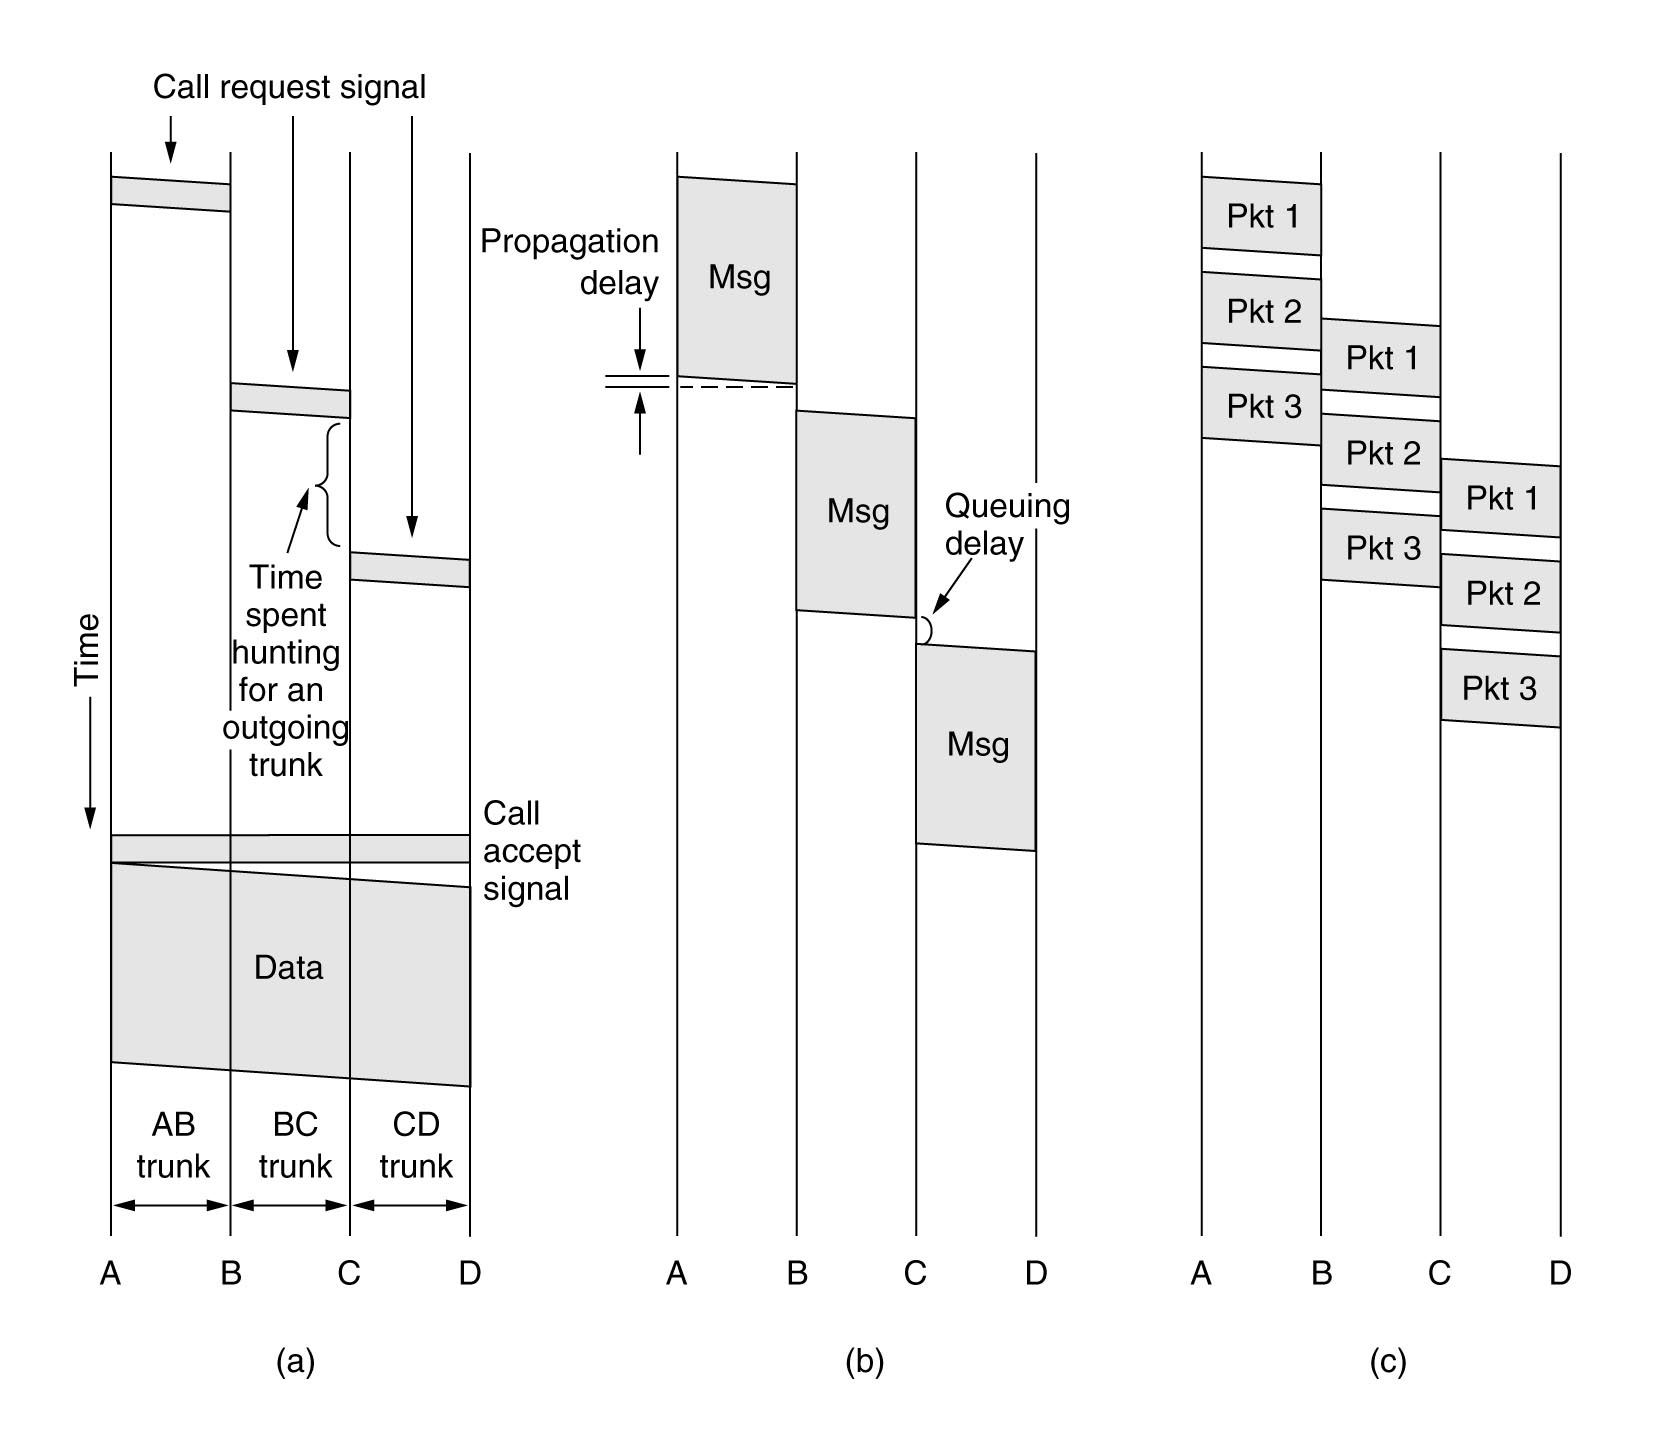 Call request signal
Time
spent
hunting
for an
outgoing
trunk
Time
Call
accept
signal
Data
AB
trunk
BC
trunk
CD
trunk
A
B
C
D
(a)
Propagation
delay
Msg
Msg
Queuing
delay
Msg
A
B
C
D
(b)
Pkt 1
Pkt 2
Pkt 3
Pkt 1
Pkt 2
Pkt 3
Pkt 1
Pkt 2
Pkt 3
A
B
C
D
(c)